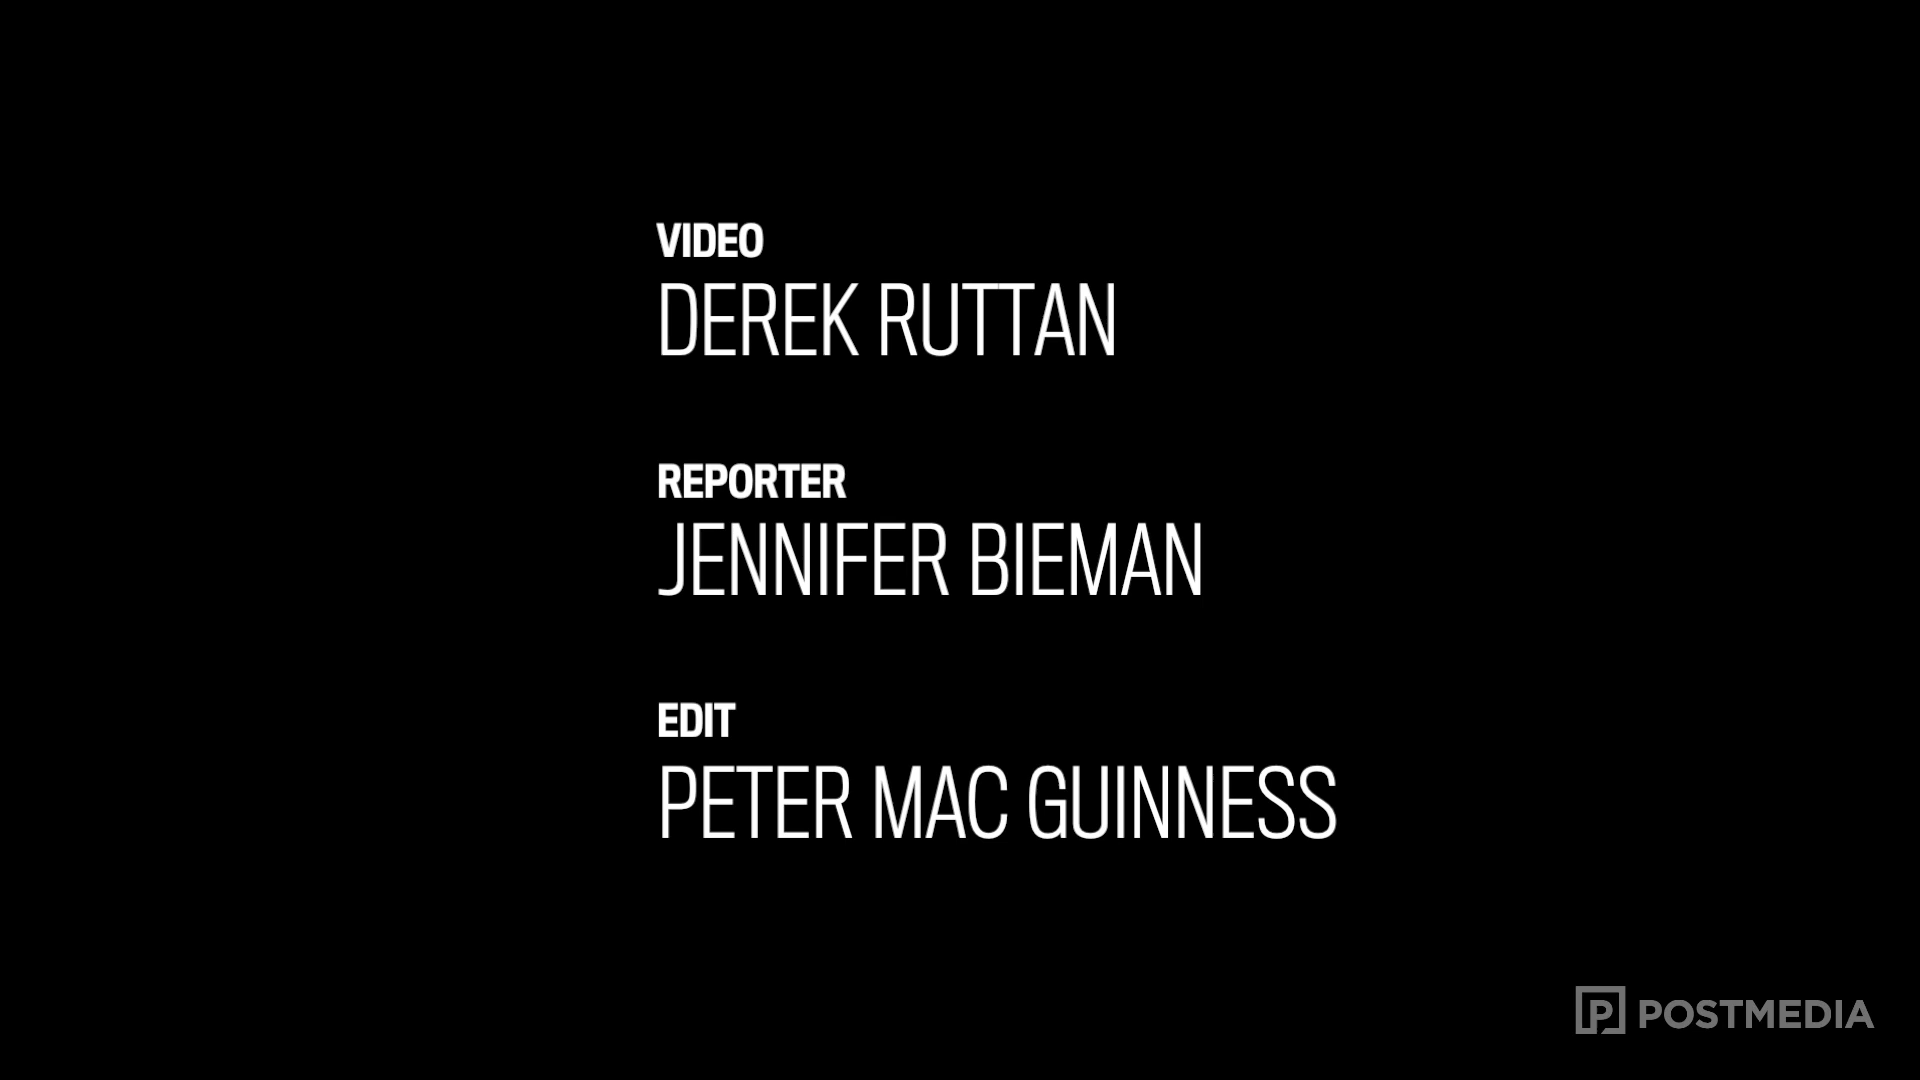 VIDEO
DEREK RUTTAN
REPORTER
JENNIFER BIEMAN
EDIT
PETER MAC GUINNESS
POSTMEDIA